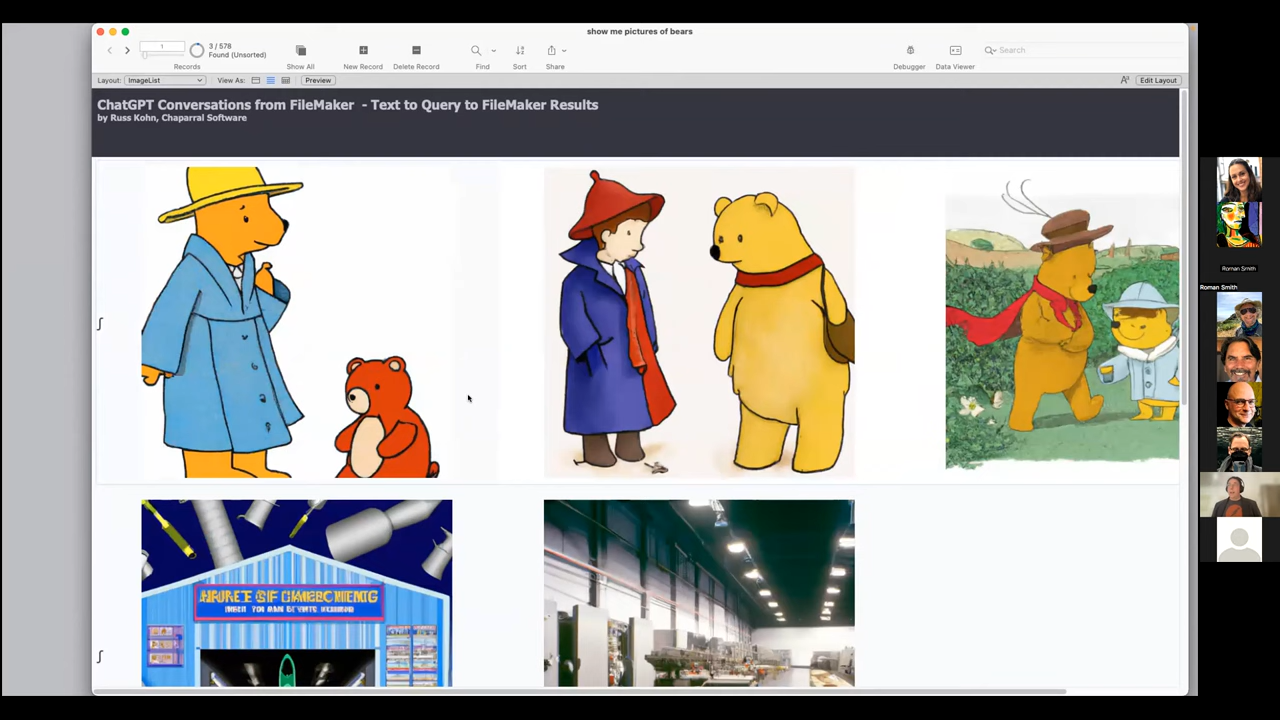 show me pictures of bears
1
3 / 578
Found (Unsorted)
Records
Show All
New Record
Delete Record
Find
Sort
Share
Debugger
Data Viewer
Search
Layout: ImageList
View As:
Preview
Edit Layout
ChatGPT Conversations from FileMaker - Text to Query to FileMaker Results
by Russ Kohn, Chaparral Software
Roman Smith
Roman Smith